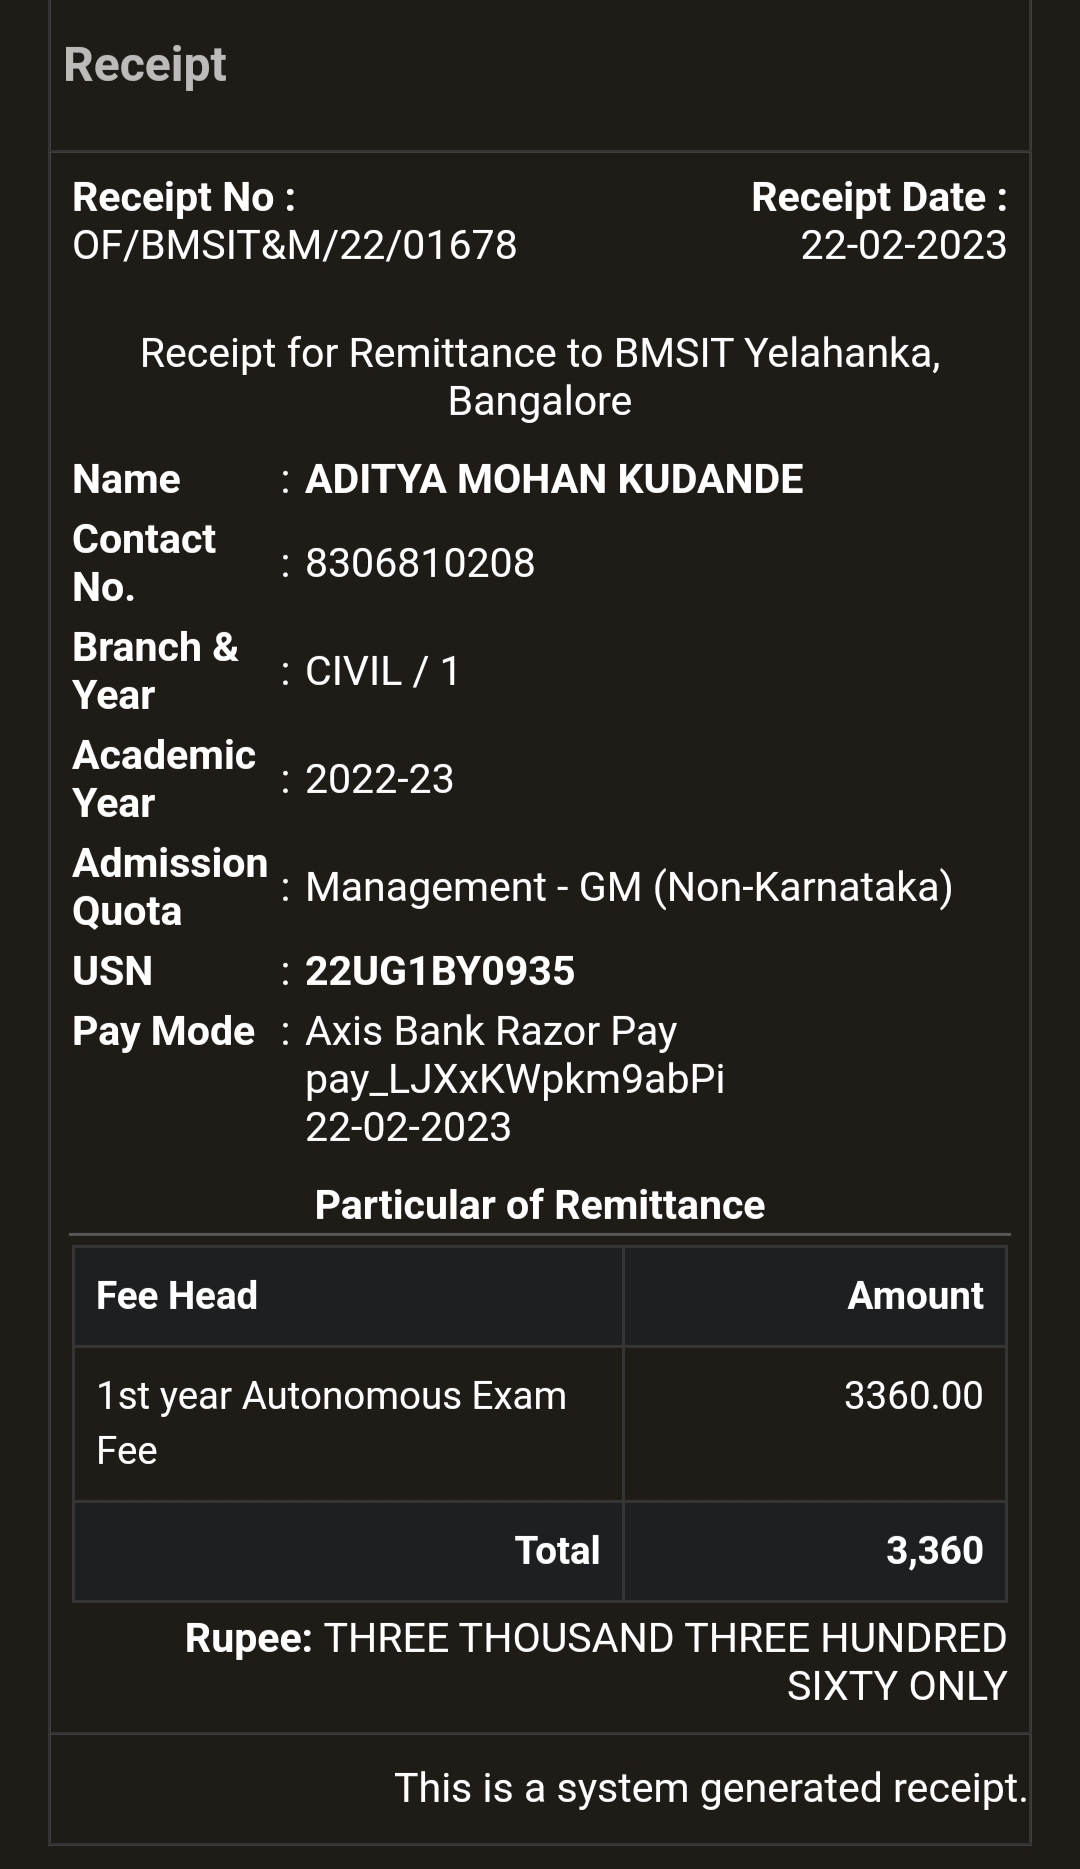 Receipt
Receipt No :
OF/BMSIT&M/22/01678
Receipt Date :
22-02-2023
Receipt for Remittance to BMSIT Yelahanka,
Bangalore
Name : ADITYA MOHAN KUDANDE
Contact
No. : 8306810208
Branch &
Year : CIVIL / 1
Academic
Year : 2022-23
Admission
Quota : Management - GM (Non-Karnataka)
USN : 22UG1BY0935
Pay Mode : Axis Bank Razor Pay
pay_LJXxKWpkm9abPi
22-02-2023
Particular of Remittance
Fee Head Amount
1st year Autonomous Exam 3360.00
Fee
Total 3,360
Rupee: THREE THOUSAND THREE HUNDRED
SIXTY ONLY
This is a system generated receipt.